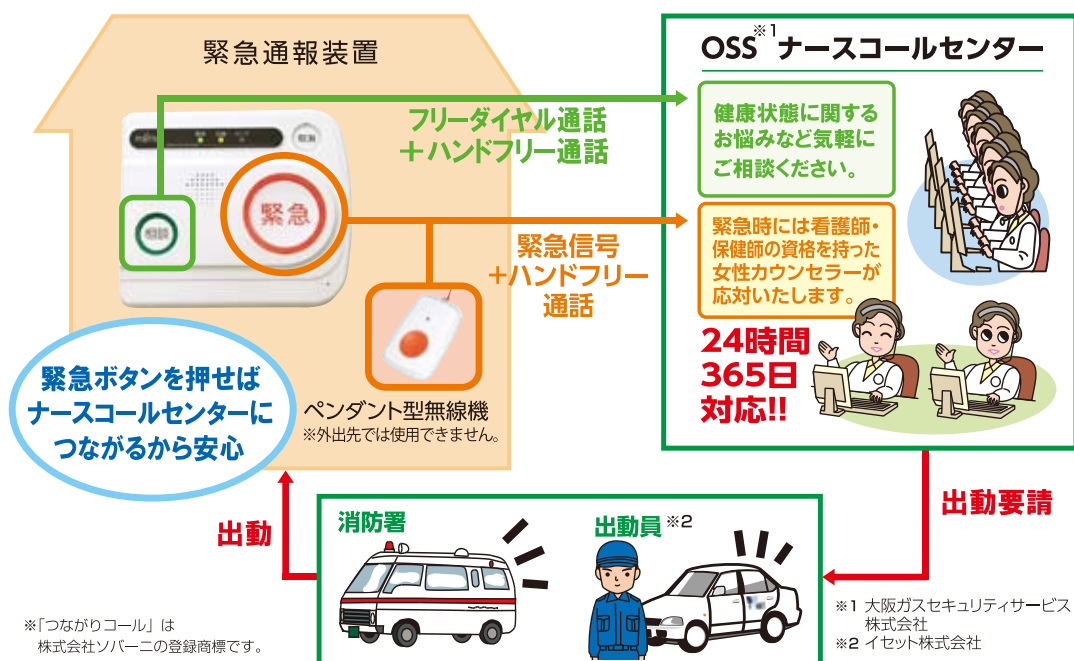 緊急通報装置
相談
緊急
フリーダイヤル通話
＋ハンドフリー通話
緊急信号
＋ハンドフリー
通話
ペンダント型無線機
※外出先では使用できません。
緊急ボタンを押せば
ナースコールセンターに
つながるから安心
OSS※1ナースコールセンター
健康状態に関する
お悩みなど気軽に
ご相談ください。
緊急時には看護師・
保健師の資格を持った
女性カウンセラーが
応対いたします。
24時間
365日
対応!!
出動要請
出動
消防署
出動員※2
※「つながりコール」は
株式会社ソバーニの登録商標です。
※1 大阪ガスセキュリティサービス
株式会社
※2 イセット株式会社